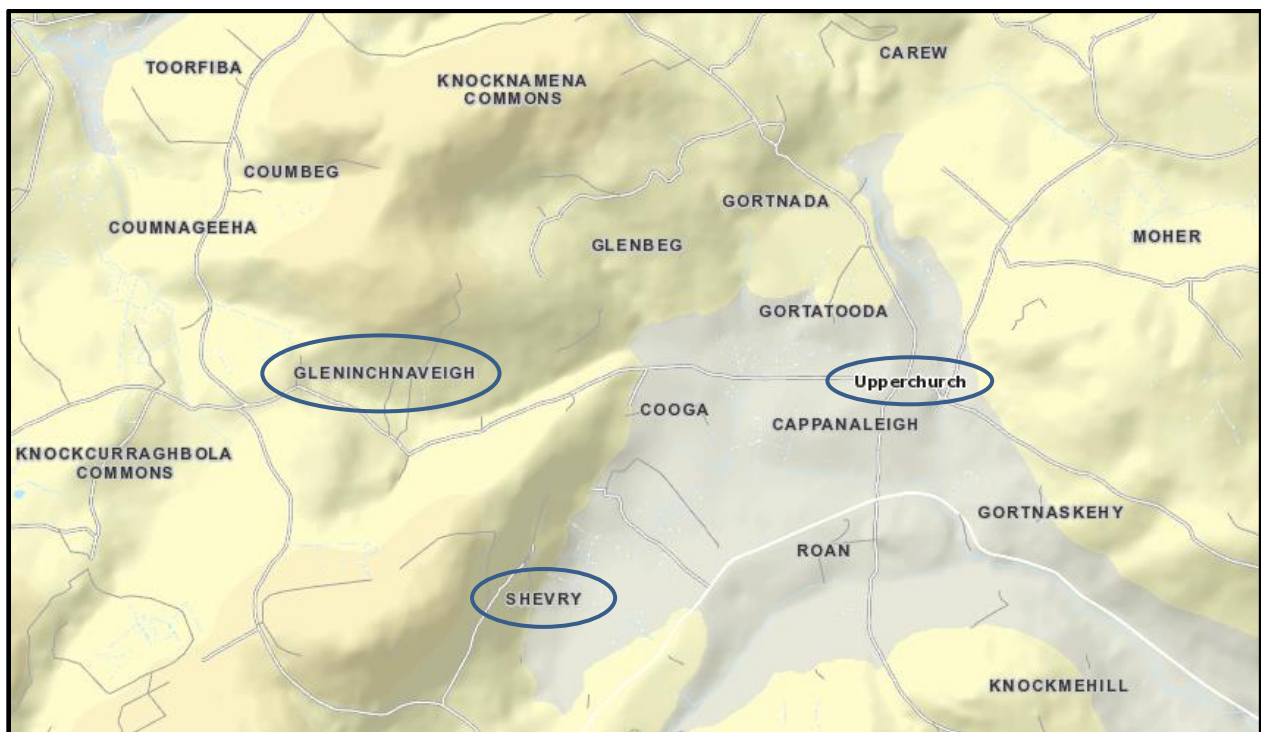 CAREW
TOORFIBA
KNOCKNAMENA
COMMONS
COUMBEG
GORTNADA
COUMNAGEEHA
MOHER
GLENBEG
GORTATOODA
GLENINCHNAVEIGH
Upperchurch
COOGA
CAPPANALEIGH
KNOCKCURRAGHBOLA
COMMONS
GORTNASKEHY
ROAN
SHEVRY
KNOCKMEHILL